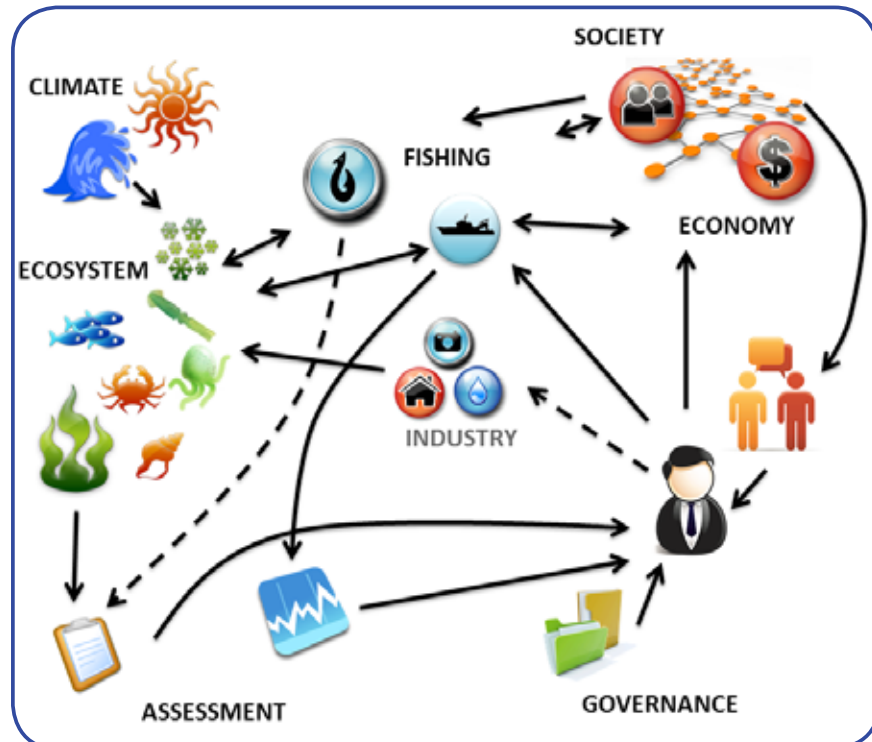 SOCIETY
CLIMATE
FISHING
ECONOMY
ECOSYSTEM
INDUSTRY
ASSESSMENT
GOVERNANCE
$